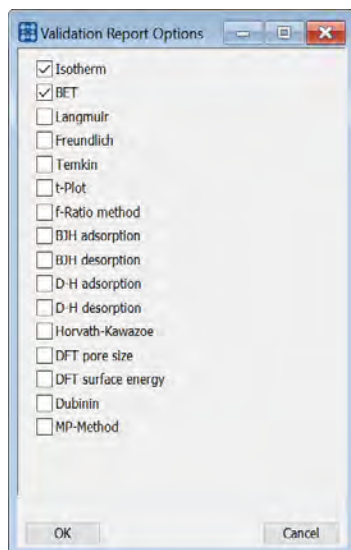 Validation Report Options
Isotherm
BET
Langmuir
Freundlich
Temkin
t-Plot
f-Ratio method
BJH adsorption
BJH desorption
D-H adsorption
D-H desorption
Horvath-Kawazoe
DFT pore size
DFT surface energy
Dubinin
MP-Method
OK Cancel